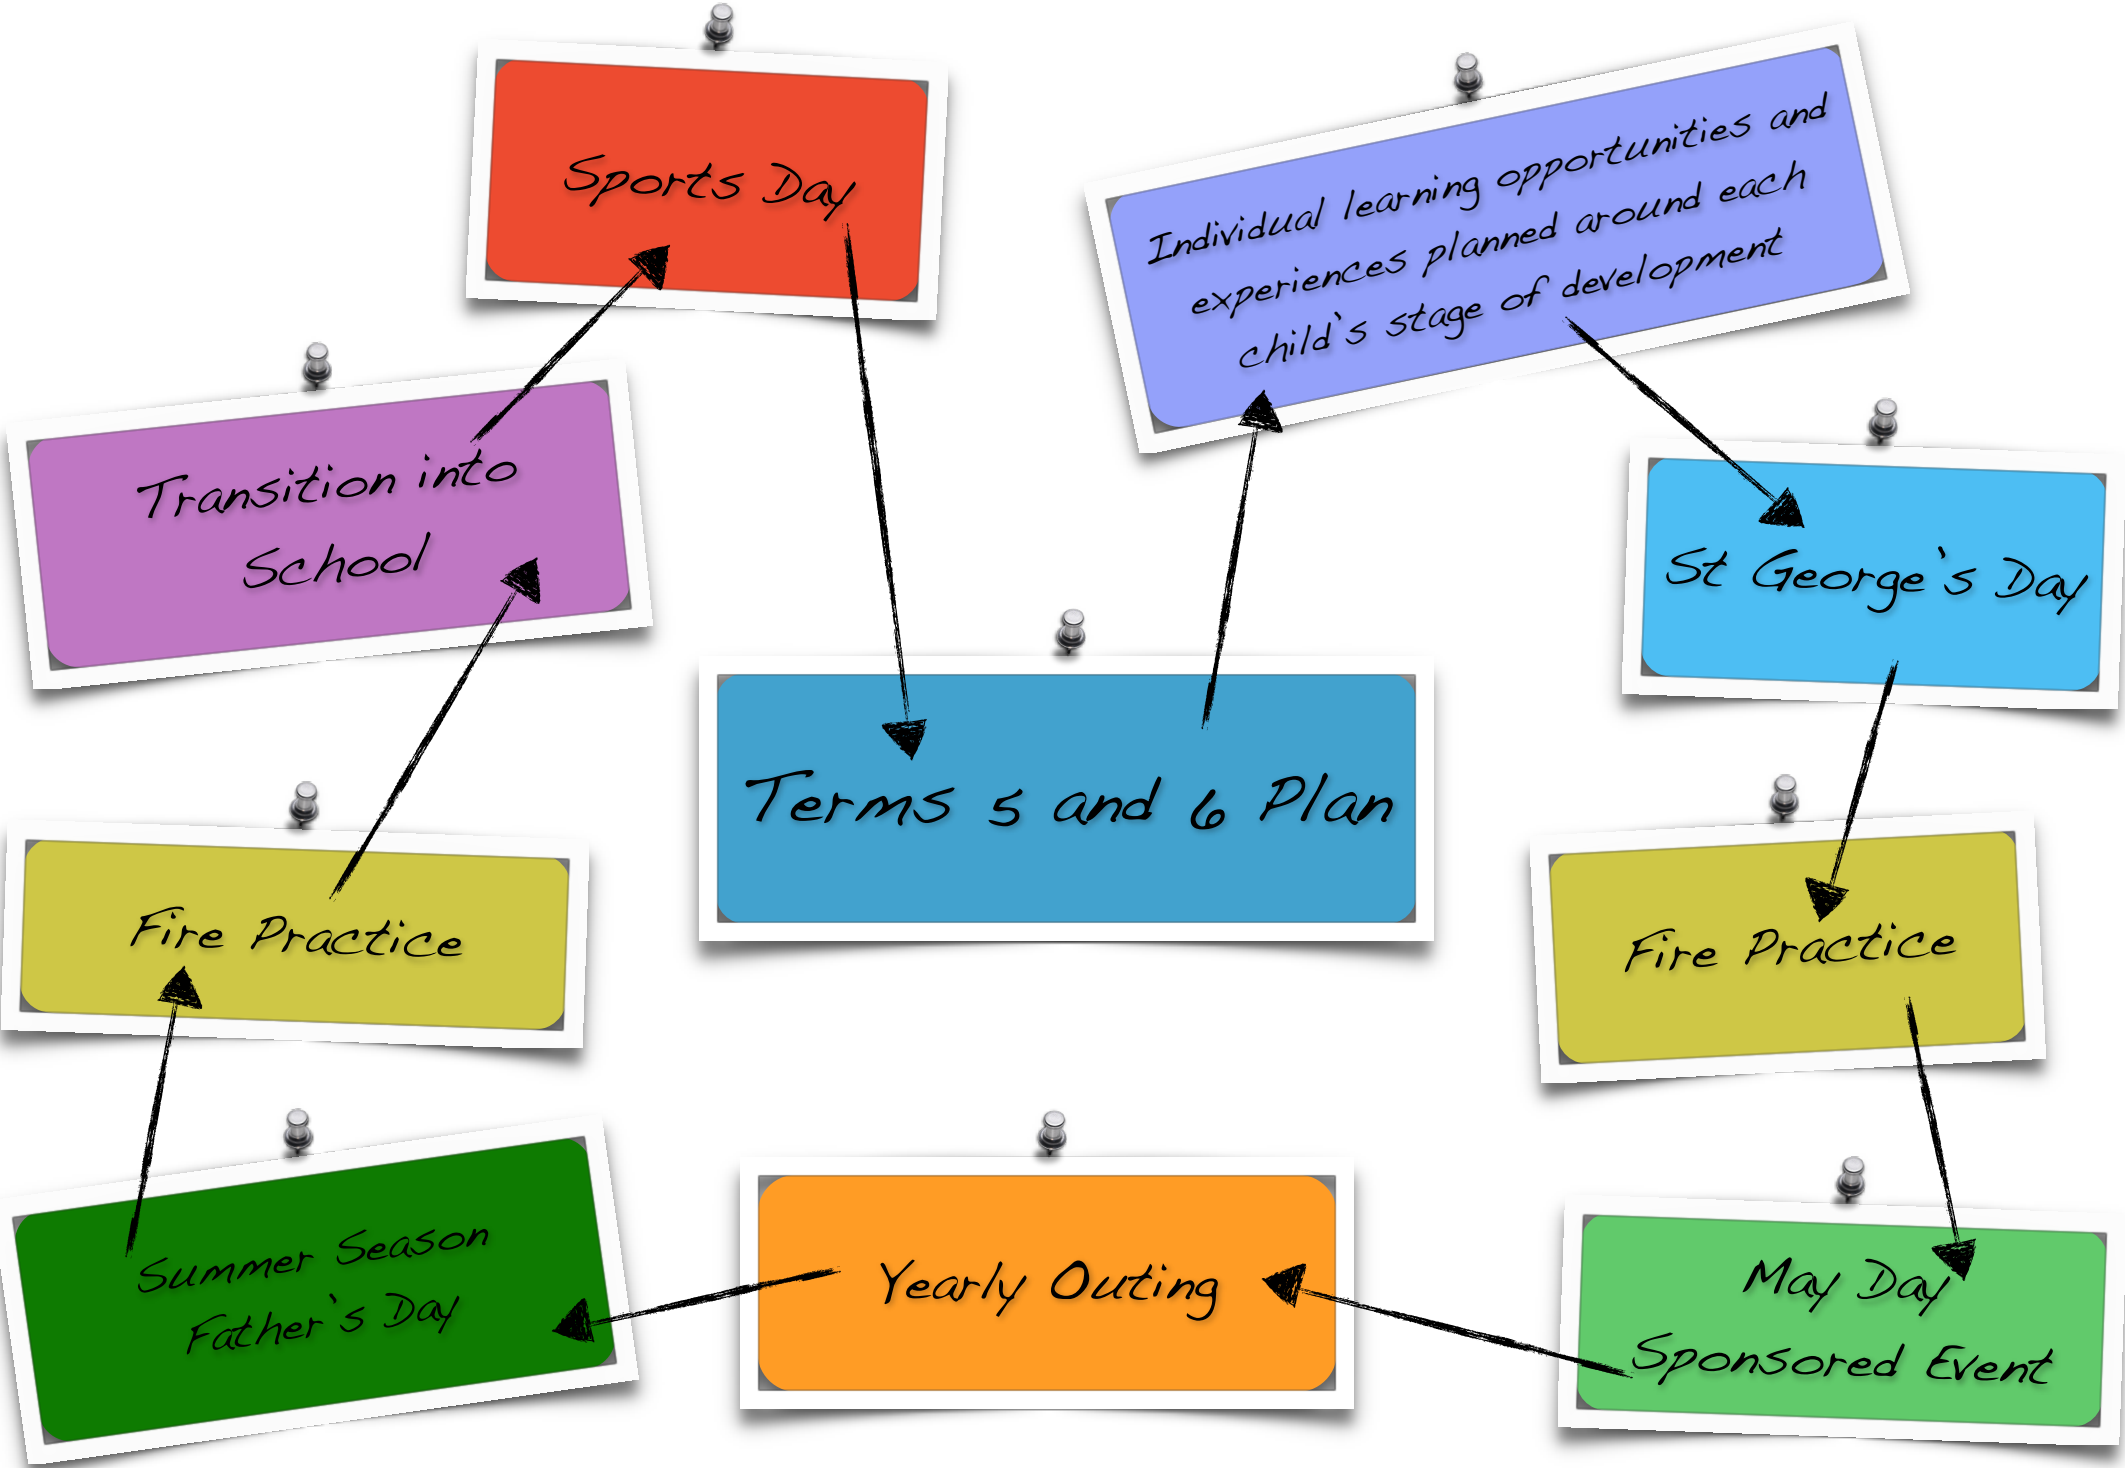 Sports Day
Individual learning opportunities and
experiences planned around each
child's stage of development
Transition into
School
St George's Day
Terms 5 and 6 Plan
Fire Practice
Fire Practice
Summer Season
Father's Day
Yearly Outing
May Day
Sponsored Event